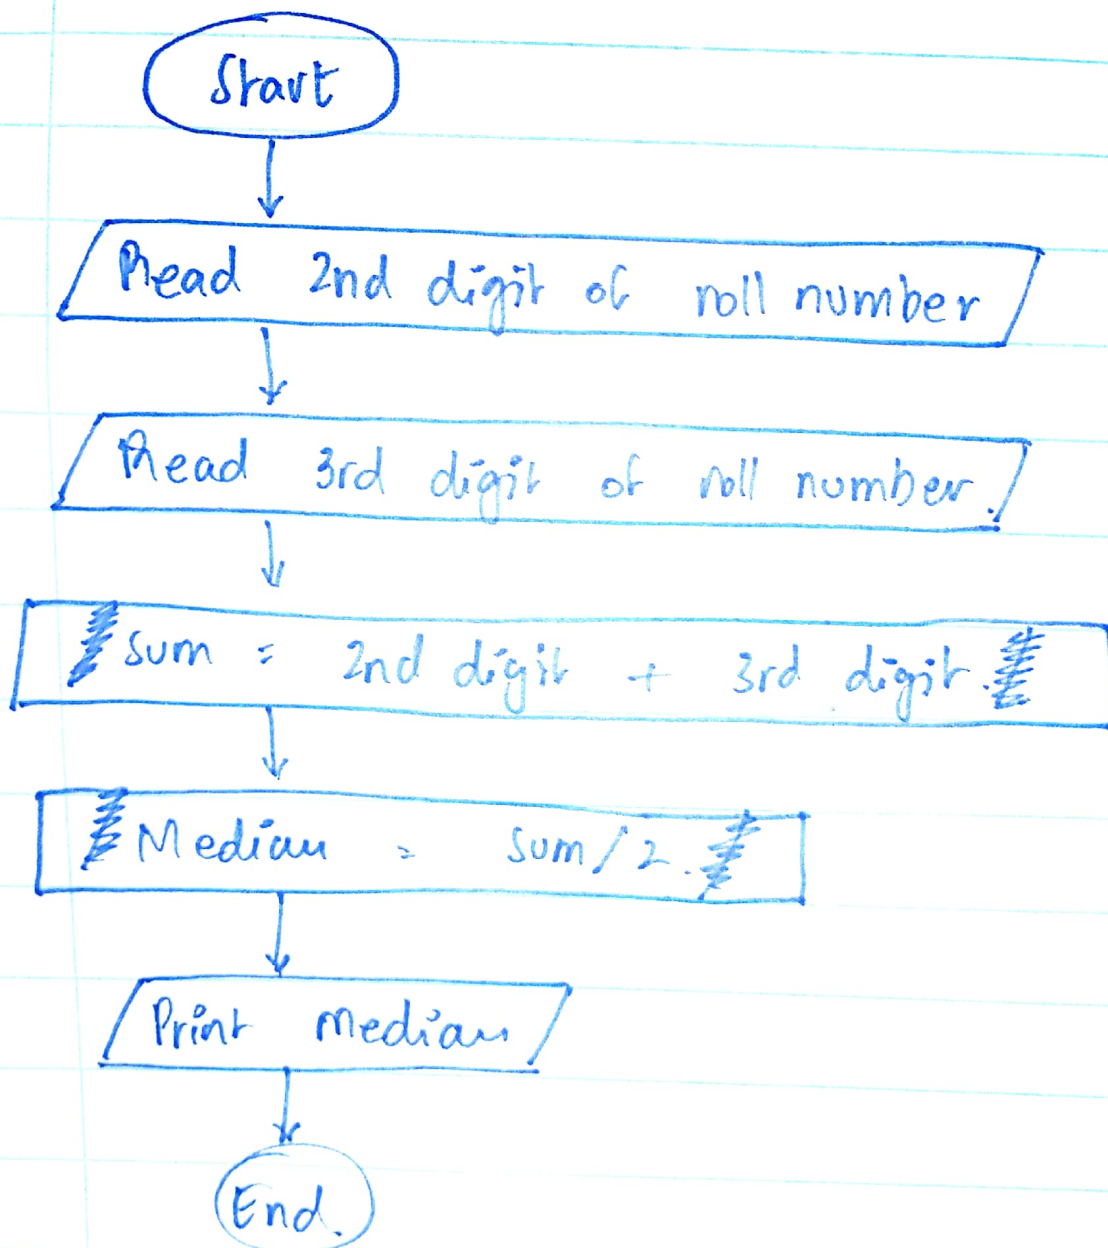 Start
Read 2nd digit of roll number
Read 3rd digit of roll number.
Sum = 2nd digit + 3rd digit.
Median = Sum/2.
Print Median
End.